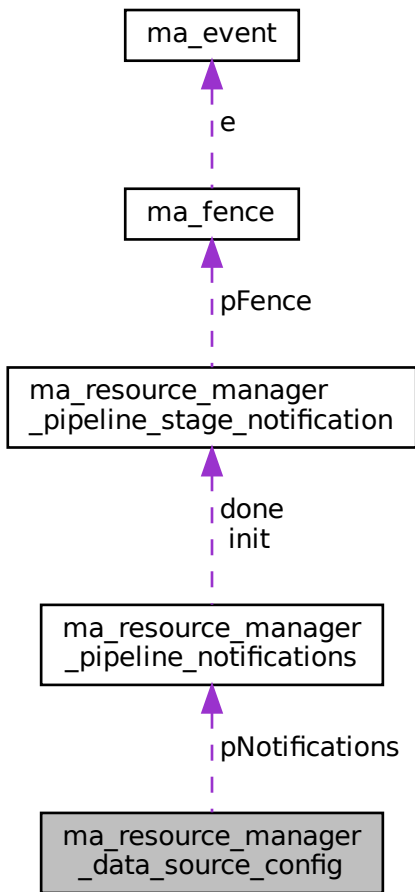 ma_event
e
ma_fence
pFence
ma_resource_manager
_pipeline_stage_notification
done
init
ma_resource_manager
_pipeline_notifications
pNotifications
ma_resource_manager
_data_source_config